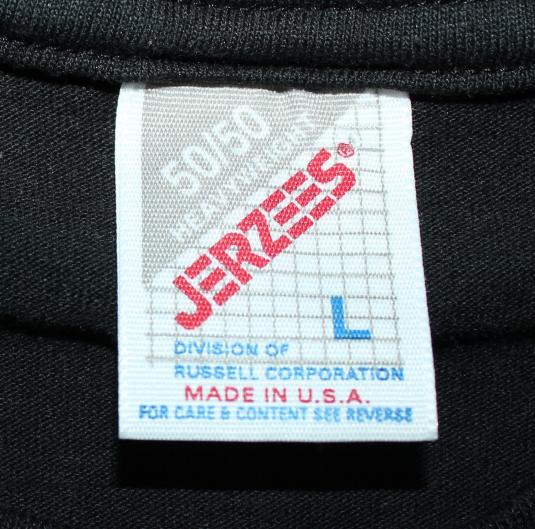 50/50
HEAVYWEIGHT
JERZEES®
L
DIVISION OF
RUSSELL CORPORATION
MADE IN U.S.A.
FOR CARE & CONTENT SEE REVERSE